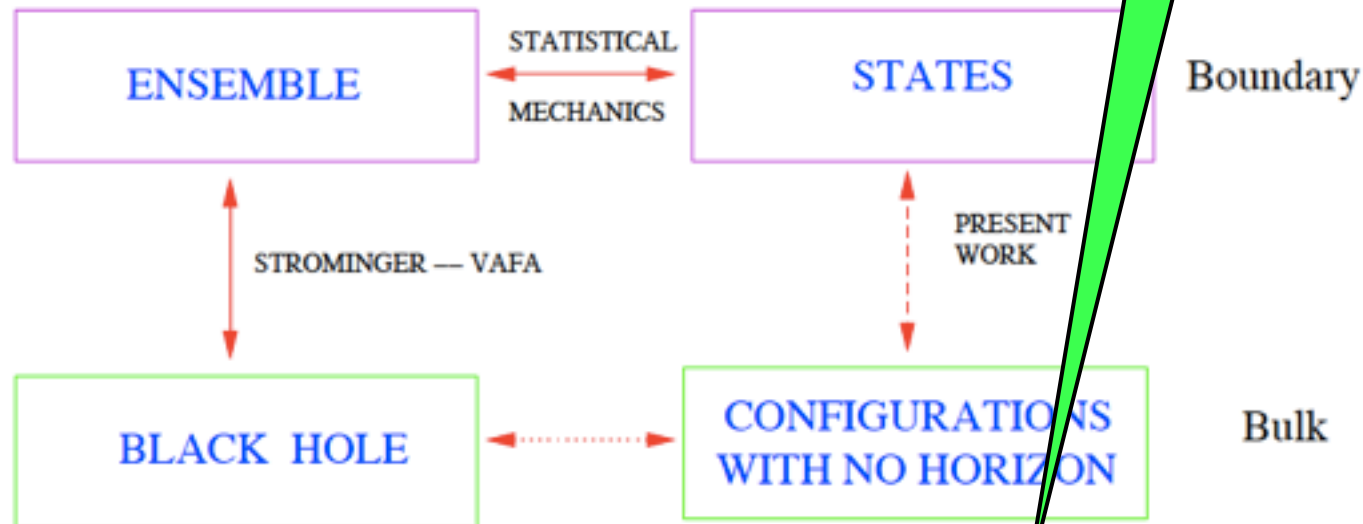 STATISTICAL
ENSEMBLE
STATES
Boundary
MECHANICS
PRESENT
WORK
STROMINGER –– VAFA
CONFIGURATIONS
WITH NO HORIZON
BLACK HOLE
Bulk